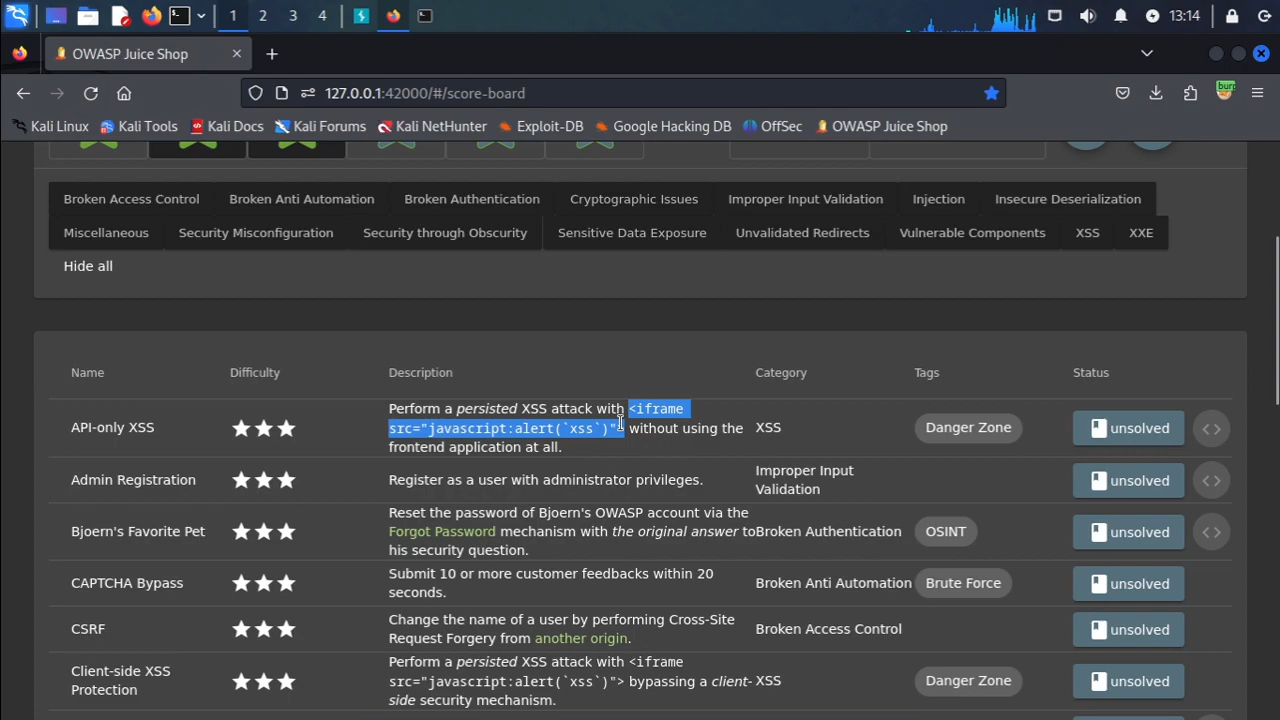 1 2 3 4 13:14
OWASP Juice Shop
127.0.0.1:42000/#/score-board
Kali Linux Kali Tools Kali Docs Kali Forums Kali NetHunter Exploit-DB Google Hacking DB OffSec OWASP Juice Shop
Broken Access Control Broken Anti Automation Broken Authentication Cryptographic Issues Improper Input Validation Injection Insecure Deserialization
Miscellaneous Security Misconfiguration Security through Obscurity Sensitive Data Exposure Unvalidated Redirects Vulnerable Components XSS XXE
Hide all
Name Difficulty Description Category Tags Status
API-only XSS
Perform a persisted XSS attack with <iframe
src="javascript:alert(`xss`)"> without using the
frontend application at all.
XSS
Danger Zone
unsolved
Admin Registration
Register as a user with administrator privileges.
Improper Input
Validation
unsolved
Bjoern's Favorite Pet
Reset the password of Bjoern's OWASP account via the
Forgot Password mechanism with the original answer to
his security question.
Broken Authentication
OSINT
unsolved
CAPTCHA Bypass
Submit 10 or more customer feedbacks within 20
seconds.
Broken Anti Automation
Brute Force
unsolved
CSRF
Change the name of a user by performing Cross-Site
Request Forgery from another origin.
Broken Access Control
unsolved
Client-side XSS
Protection
Perform a persisted XSS attack with <iframe
src="javascript:alert(`xss`)"> bypassing a client-
side security mechanism.
XSS
Danger Zone
unsolved